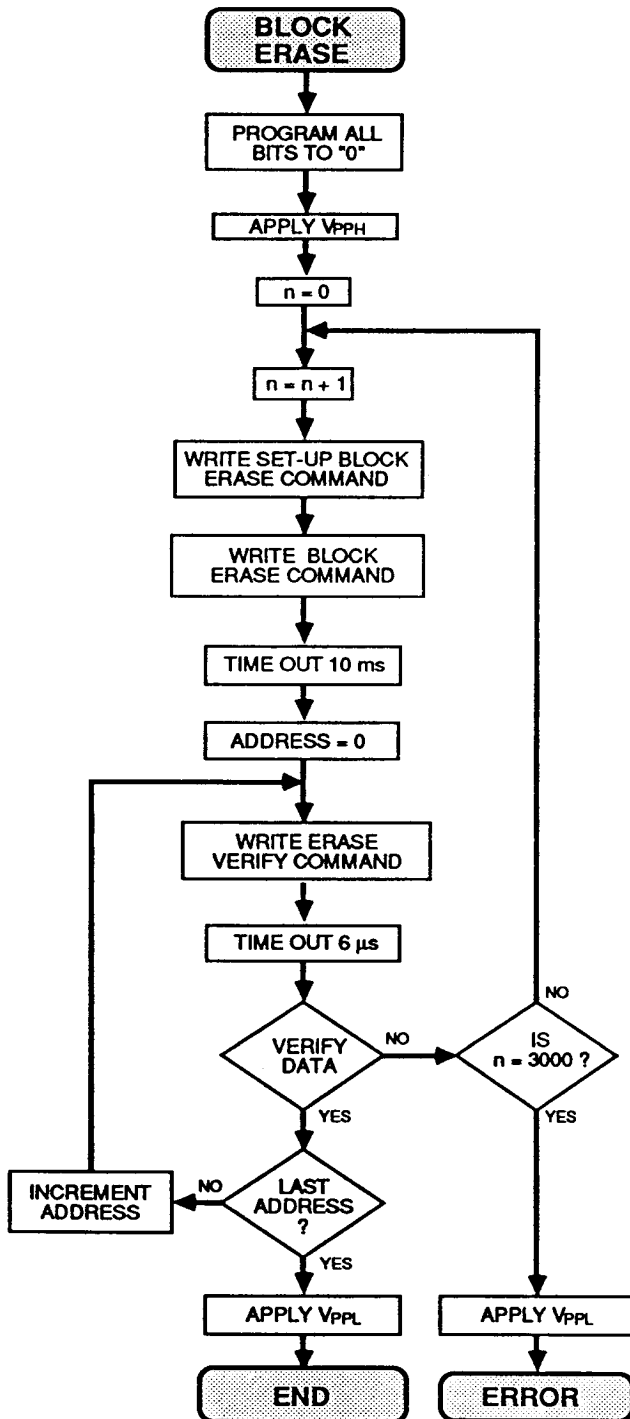 BLOCK
ERASE
PROGRAM ALL
BITS TO "0"
APPLY VPPH
n = 0
n = n + 1
WRITE SET-UP BLOCK
ERASE COMMAND
WRITE BLOCK
ERASE COMMAND
TIME OUT 10 ms
ADDRESS = 0
WRITE ERASE
VERIFY COMMAND
TIME OUT 6 µs
VERIFY
DATA
NO
YES
IS
n = 3000 ?
NO
YES
LAST
ADDRESS
?
NO
YES
INCREMENT
ADDRESS
APPLY VPPL
END
APPLY VPPL
ERROR